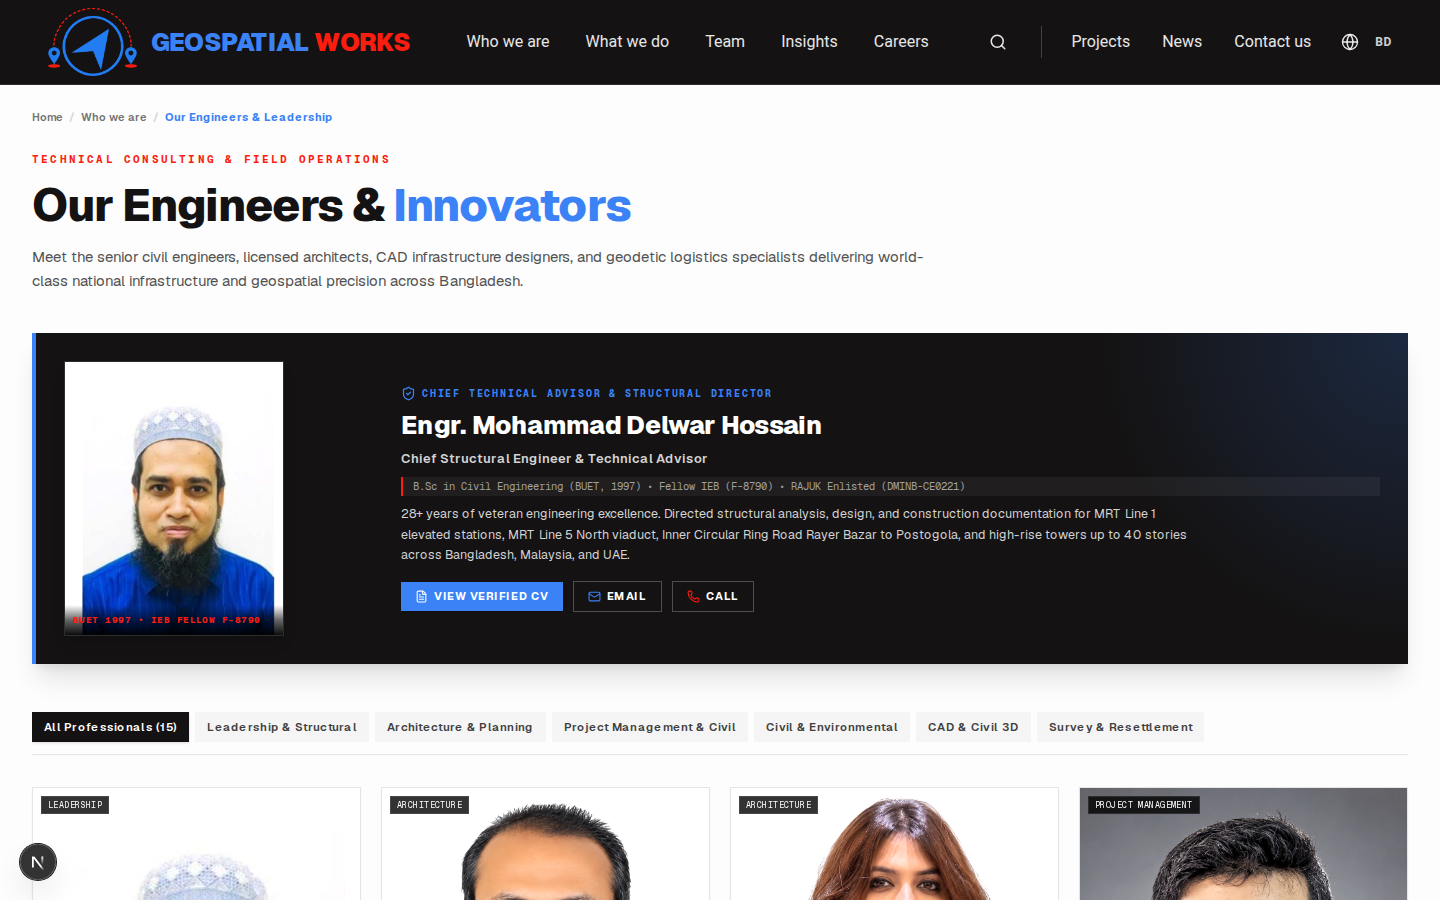 GEOSPATIAL WORKS
Who we are
What we do
Team
Insights
Careers
Projects
News
Contact us
BD
Home / Who we are / Our Engineers & Leadership
TECHNICAL CONSULTING & FIELD OPERATIONS
Our Engineers & Innovators
Meet the senior civil engineers, licensed architects, CAD infrastructure designers, and geodetic logistics specialists delivering world-
class national infrastructure and geospatial precision across Bangladesh.
BUET 1997 • IEB FELLOW F-8790
CHIEF TECHNICAL ADVISOR & STRUCTURAL DIRECTOR
Engr. Mohammad Delwar Hossain
Chief Structural Engineer & Technical Advisor
B.Sc in Civil Engineering (BUET, 1997) • Fellow IEB (F-8790) • RAJUK Enlisted (DMINB-CE0221)
28+ years of veteran engineering excellence. Directed structural analysis, design, and construction documentation for MRT Line 1
elevated stations, MRT Line 5 North viaduct, Inner Circular Ring Road Rayer Bazar to Postogola, and high-rise towers up to 40 stories
across Bangladesh, Malaysia, and UAE.
VIEW VERIFIED CV
EMAIL
CALL
All Professionals (15)
Leadership & Structural
Architecture & Planning
Project Management & Civil
Civil & Environmental
CAD & Civil 3D
Survey & Resettlement
LEADERSHIP
ARCHITECTURE
ARCHITECTURE
PROJECT MANAGEMENT
N